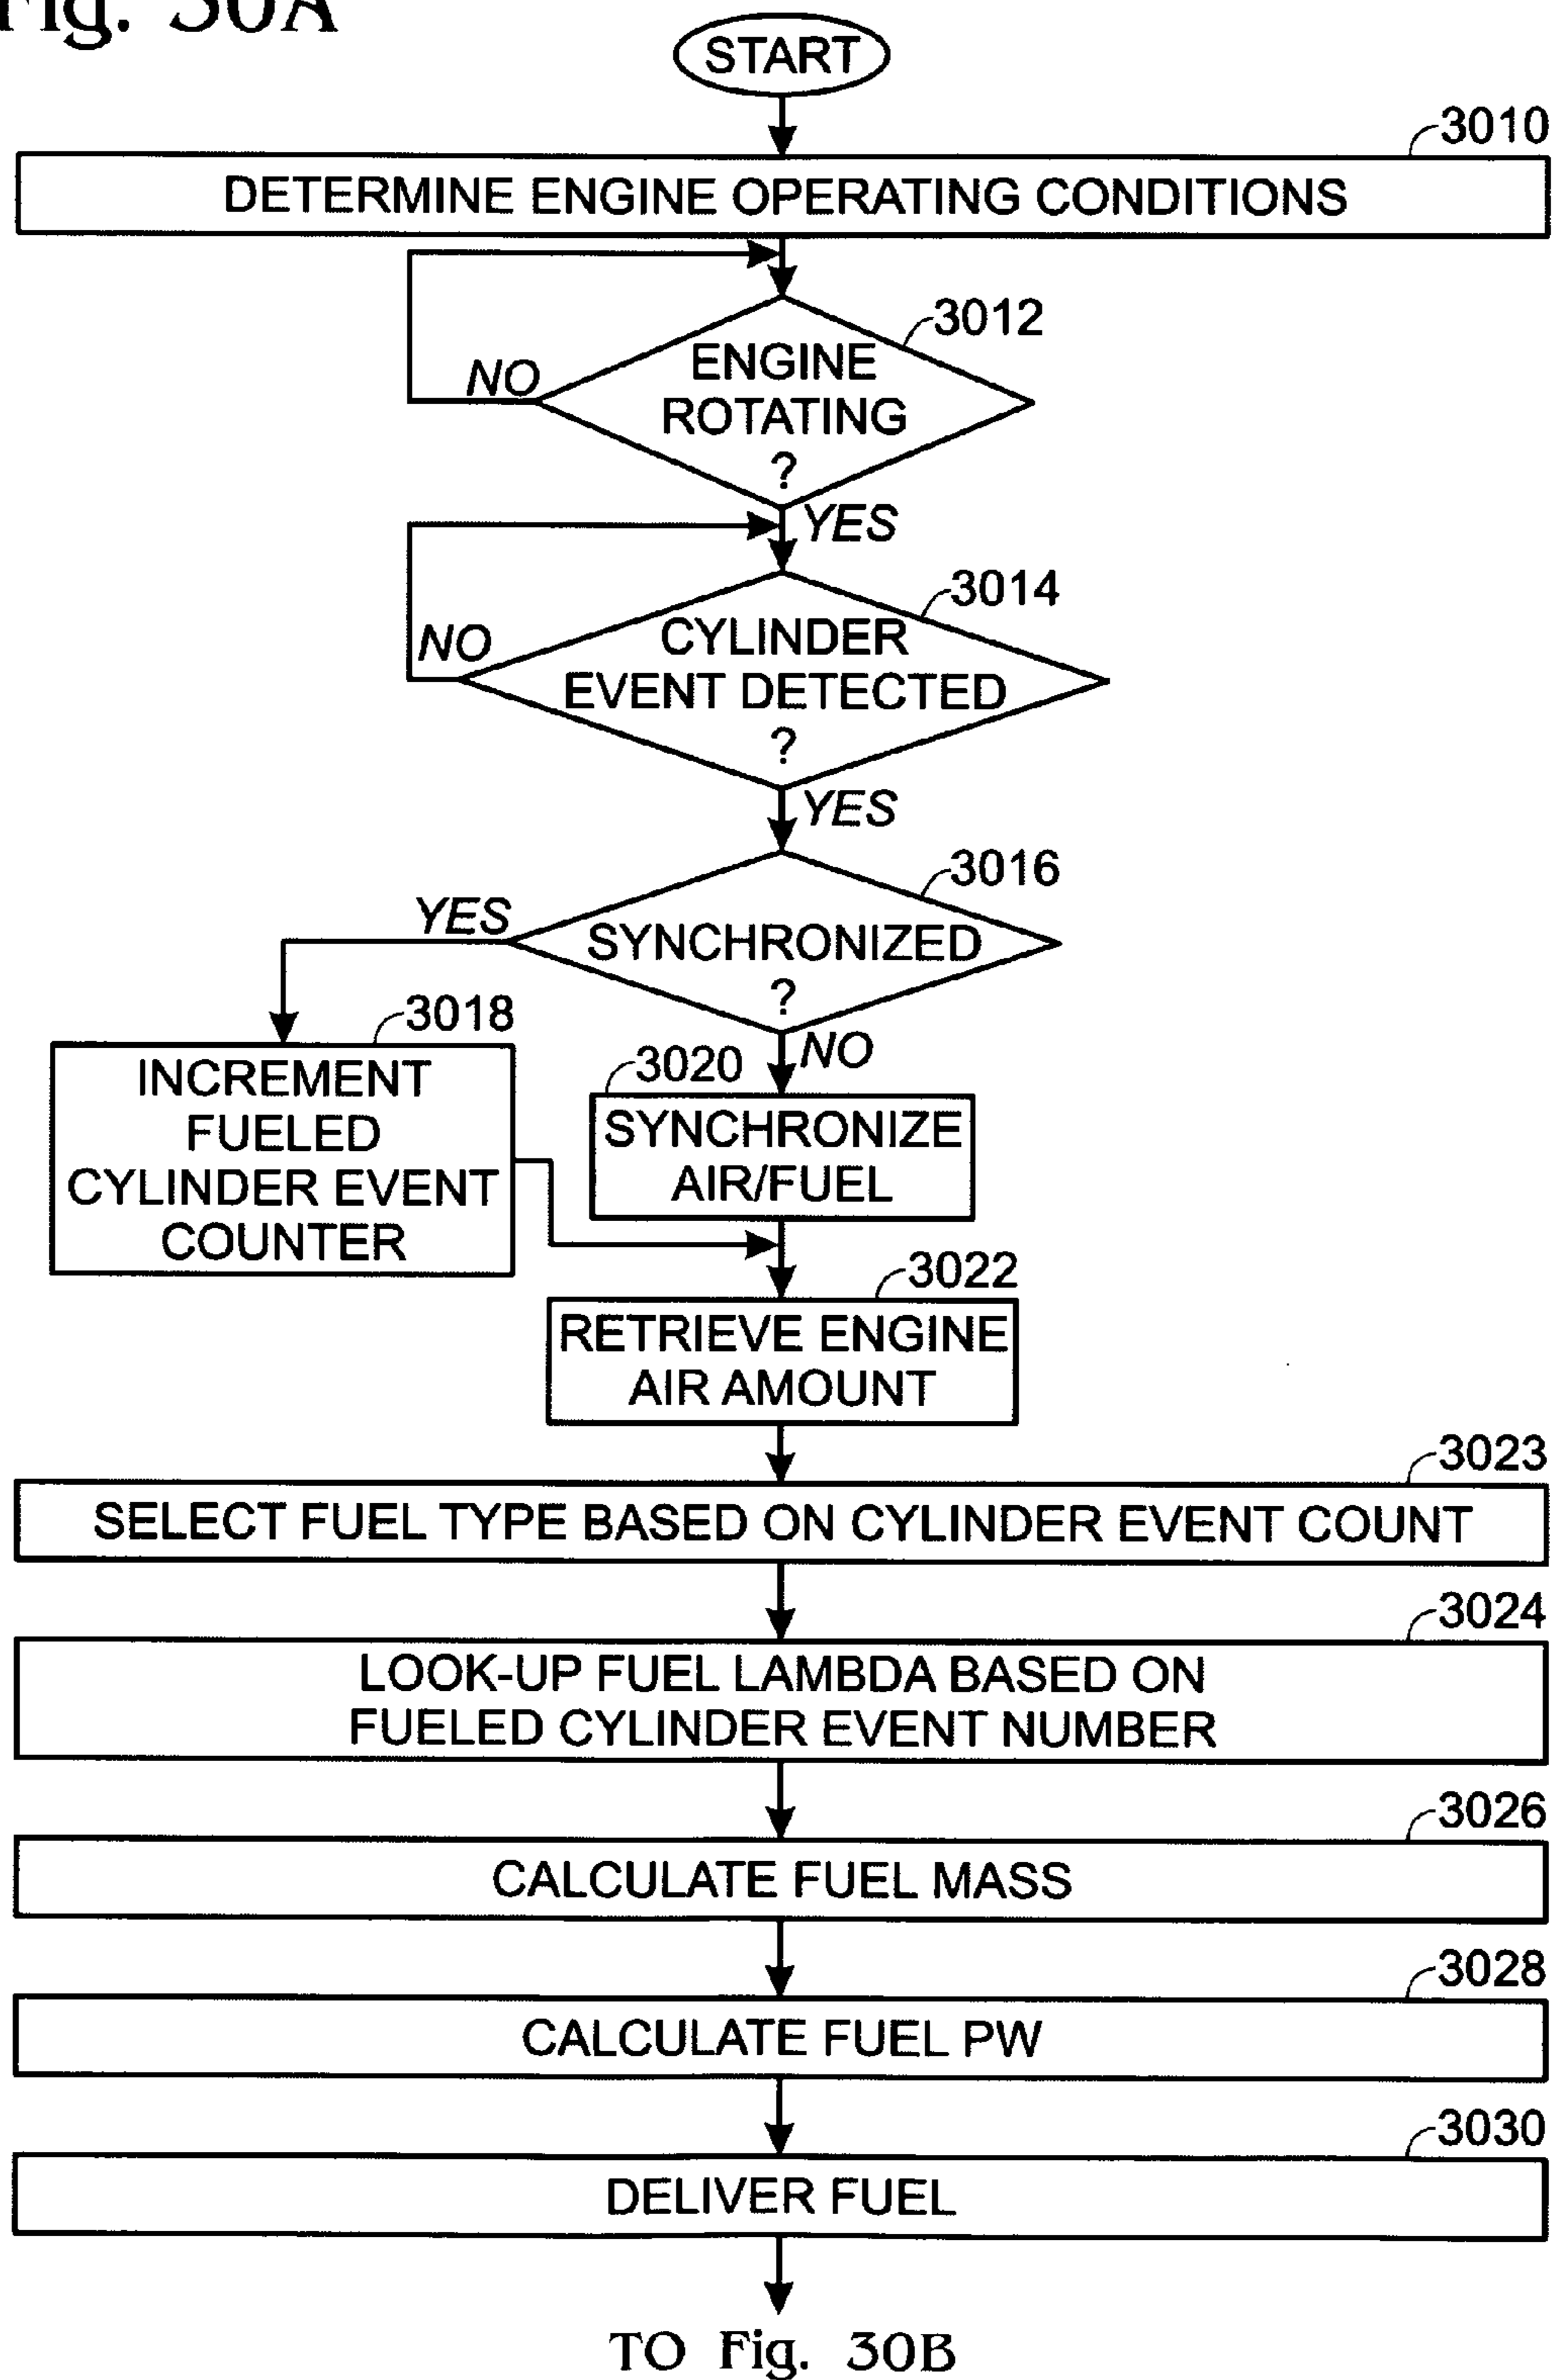 Fig. 30A
START
3010
DETERMINE ENGINE OPERATING CONDITIONS
3012
ENGINE
ROTATING
?
NO
YES
3014
CYLINDER
EVENT DETECTED
?
NO
YES
3016
SYNCHRONIZED
?
YES
NO
3018
INCREMENT
FUELED
CYLINDER EVENT
COUNTER
3020
SYNCHRONIZE
AIR/FUEL
3022
RETRIEVE ENGINE
AIR AMOUNT
3023
SELECT FUEL TYPE BASED ON CYLINDER EVENT COUNT
3024
LOOK-UP FUEL LAMBDA BASED ON
FUELED CYLINDER EVENT NUMBER
3026
CALCULATE FUEL MASS
3028
CALCULATE FUEL PW
3030
DELIVER FUEL
TO Fig. 30B